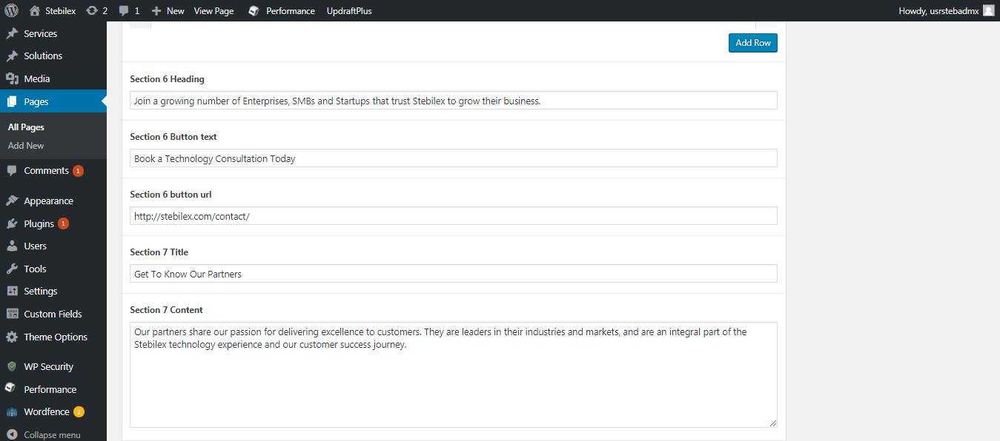 Stebilex 2 1 New View Page Performance UpdraftPlus Howdy, usrstebadmx
Services
Solutions
Media
Pages
All Pages
Add New
Comments 1
Appearance
Plugins 1
Users
Tools
Settings
Custom Fields
Theme Options
WP Security
Performance
Wordfence 2
Collapse menu
Add Row
Section 6 Heading
Join a growing number of Enterprises, SMBs and Startups that trust Stebilex to grow their business.
Section 6 Button text
Book a Technology Consultation Today
Section 6 button url
http://stebilex.com/contact/
Section 7 Title
Get To Know Our Partners
Section 7 Content
Our partners share our passion for delivering excellence to customers. They are leaders in their industries and markets, and are an integral part of the
Stebilex technology experience and our customer success journey.